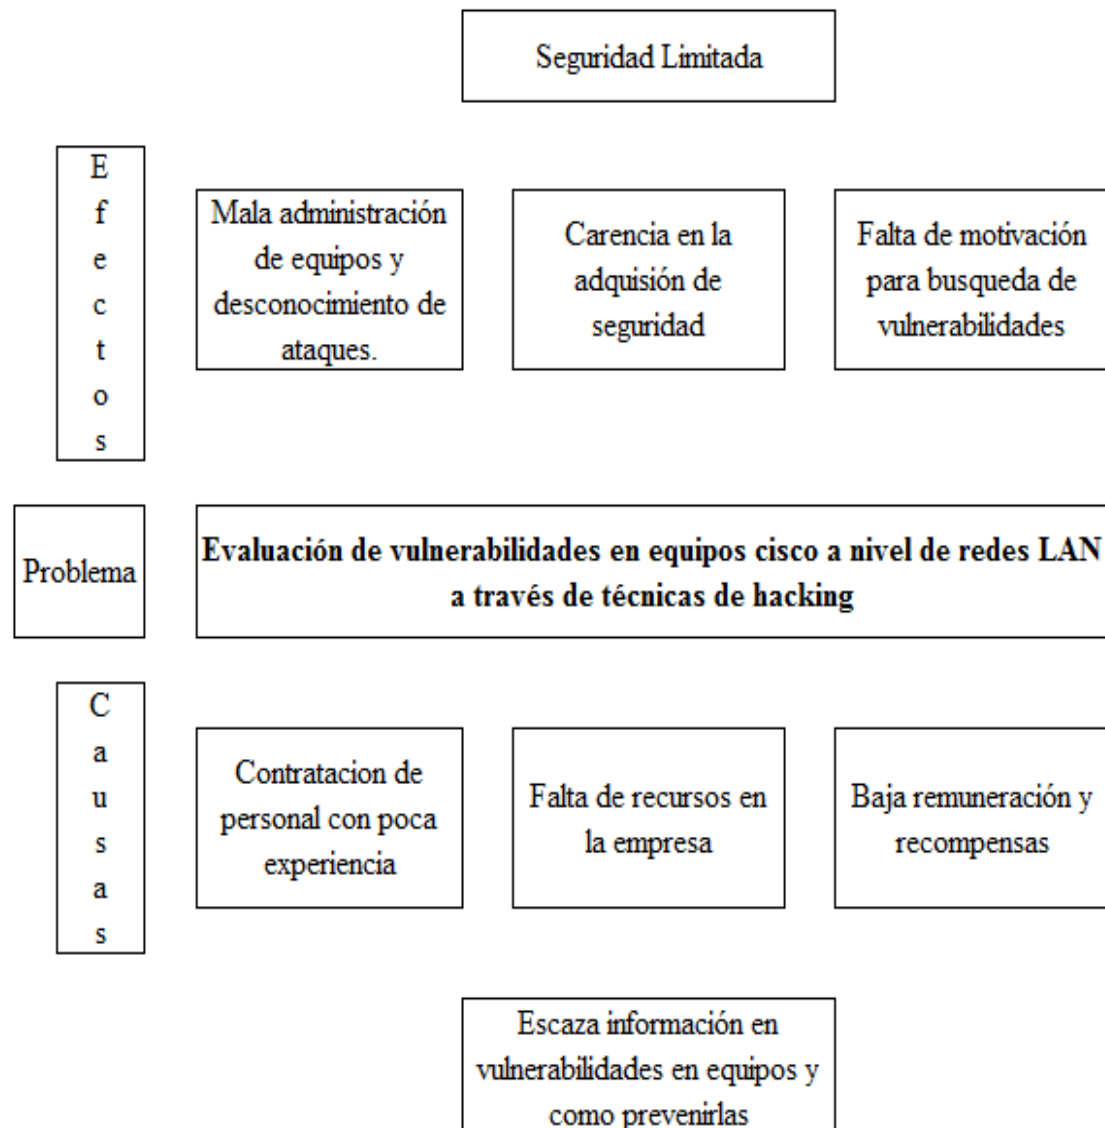 Seguridad Limitada
Efectos
Mala administración
de equipos y
desconocimiento de
ataques.
Carencia en la
adquisión de
seguridad
Falta de motivación
para busqueda de
vulnerabilidades
Problema
Evaluación de vulnerabilidades en equipos cisco a nivel de redes LAN
a través de técnicas de hacking
Causas
Contratacion de
personal con poca
experiencia
Falta de recursos en
la empresa
Baja remuneración y
recompensas
Escaza información en
vulnerabilidades en equipos y
como prevenirlas